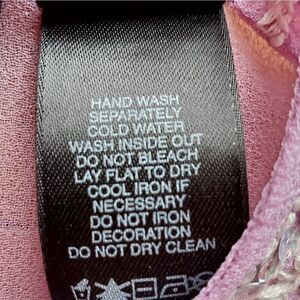 HAND WASH
SEPARATELY
COLD WATER
WASH INSIDE OUT
DO NOT BLEACH
LAY FLAT TO DRY
COOL IRON IF
NECESSARY
DO NOT IRON
DECORATION
DO NOT DRY CLEAN